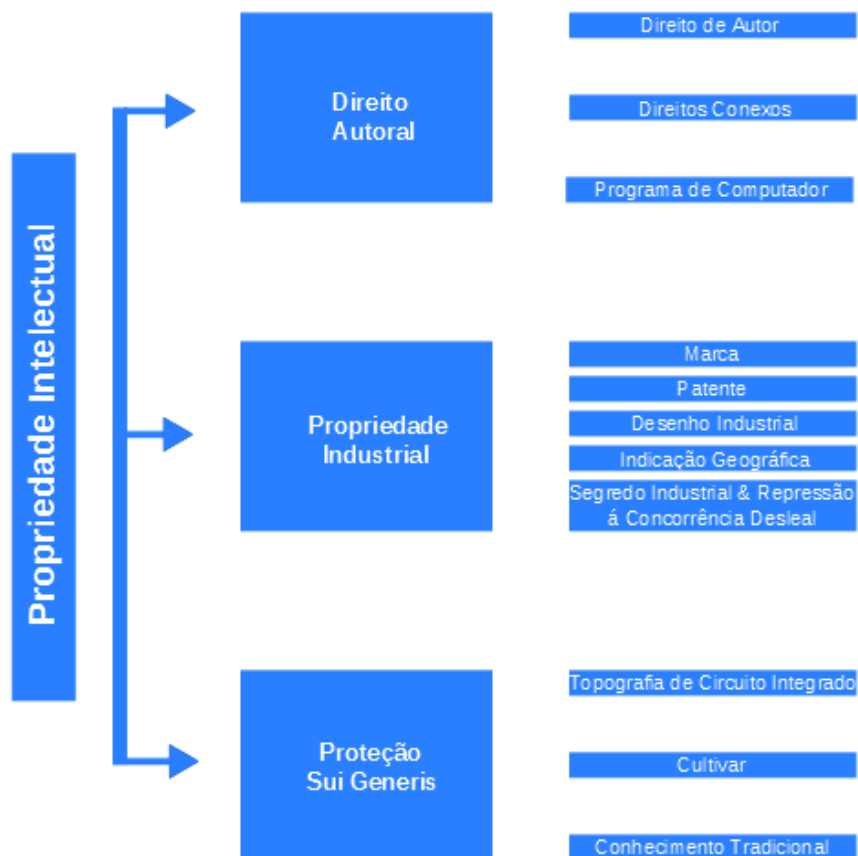 Propriedade Intelectual
Direito
Autoral
Direito de Autor
Direitos Conexos
Programa de Computador
Propriedade
Industrial
Marca
Patente
Desenho Industrial
Indicação Geográfica
Segredo Industrial & Repressão
á Concorrência Desleal
Proteção
Sui Generis
Topografia de Circuito Integrado
Cultivar
Conhecimento Tradicional